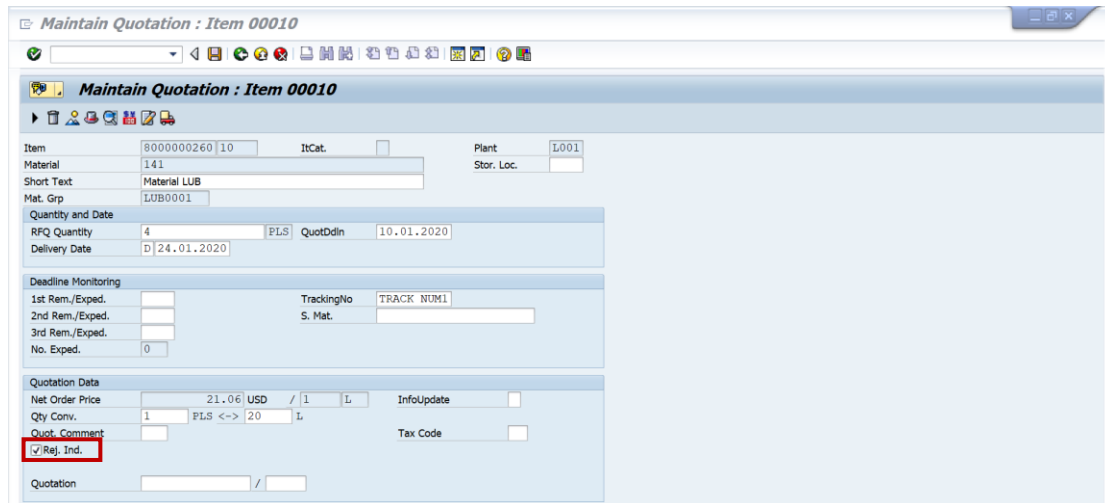 Maintain Quotation : Item 00010
Maintain Quotation : Item 00010
Item 8000000260 10 ItCat. Plant L001
Material 141 Stor. Loc.
Short Text Material LUB
Mat. Grp LUB0001
Quantity and Date
RFQ Quantity 4 PLS QuotDdln 10.01.2020
Delivery Date D 24.01.2020
Deadline Monitoring
1st Rem./Exped. TrackingNo TRACK NUM1
2nd Rem./Exped. S. Mat.
3rd Rem./Exped.
No. Exped. 0
Quotation Data
Net Order Price 21.06 USD / 1 L InfoUpdate
Qty Conv. 1 PLS <-> 20 L
Quot. Comment Tax Code
Rej. Ind.
Quotation /